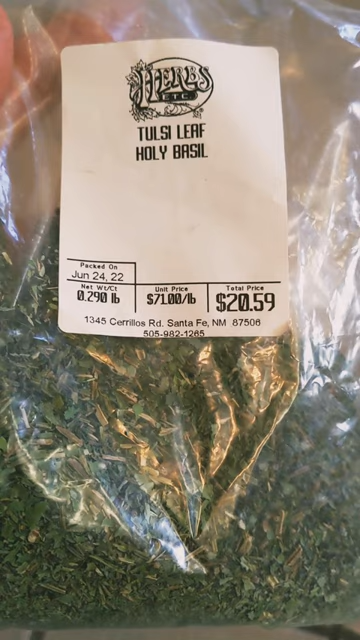 HERBS
ETC.
TULSI LEAF
HOLY BASIL
Packed On
Jun 24, 22
Net Wt/Ct
0.290 lb
Unit Price
$71.00/lb
Total Price
$20.59
1345 Cerrillos Rd. Santa Fe, NM 87506
505-982-1265